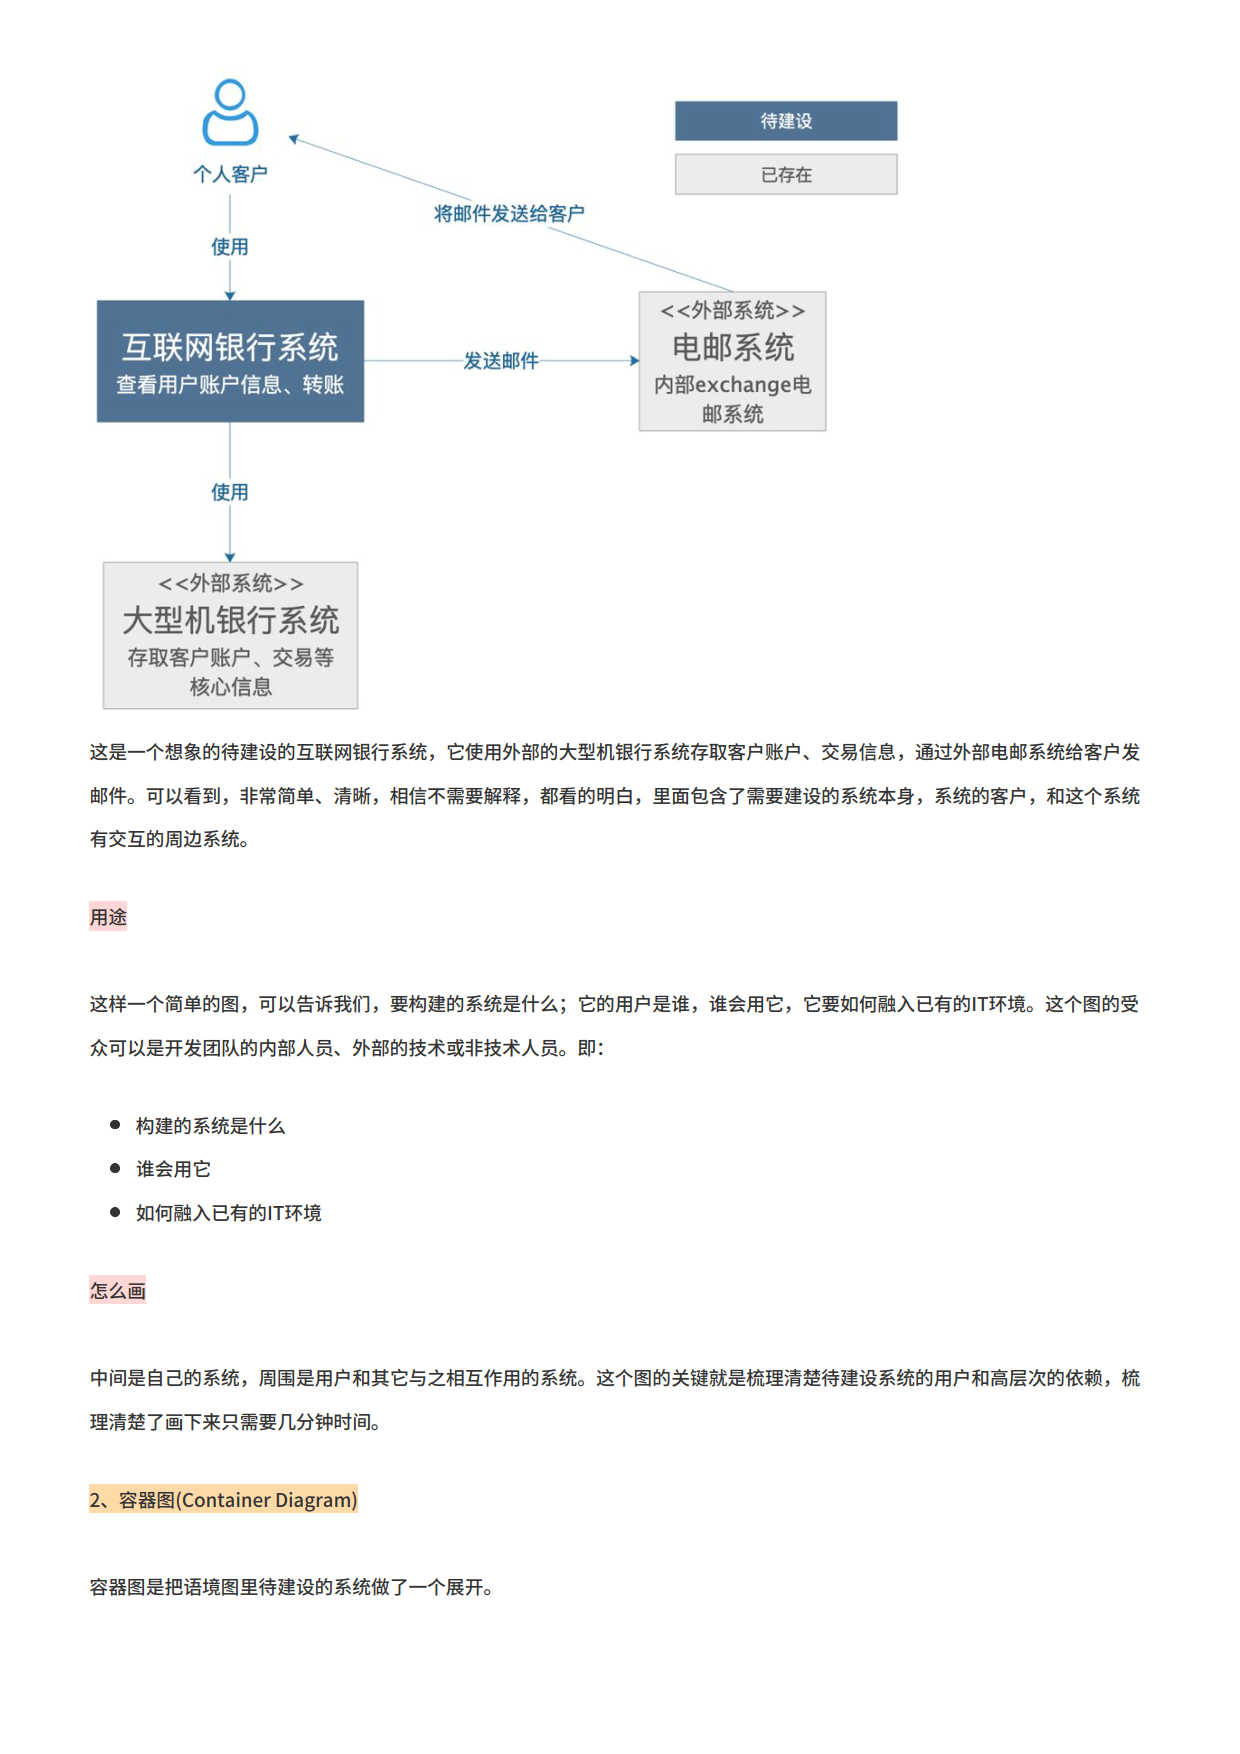 个人客户
待建设
已存在
将邮件发送给客户
使用
互联网银行系统
查看用户账户信息、转账
发送邮件
<<外部系统>>
电邮系统
内部exchange电
邮系统
使用
<<外部系统>>
大型机银行系统
存取客户账户、交易等
核心信息
这是一个想象的待建设的互联网银行系统，它使用外部的大型机银行系统存取客户账户、交易信息，通过外部电邮系统给客户发
邮件。可以看到，非常简单、清晰，相信不需要解释，都看的明白，里面包含了需要建设的系统本身，系统的客户，和这个系统
有交互的周边系统。
用途
这样一个简单的图，可以告诉我们，要构建的系统是什么；它的用户是谁，谁会用它，它要如何融入已有的IT环境。这个图的受
众可以是开发团队的内部人员、外部的技术或非技术人员。即：
● 构建的系统是什么
● 谁会用它
● 如何融入已有的IT环境
怎么画
中间是自己的系统，周围是用户和其它与之相互作用的系统。这个图的关键就是梳理清楚待建设系统的用户和高层次的依赖，梳
理清楚了画下来只需要几分钟时间。
2、容器图(Container Diagram)
容器图是把语境图里待建设的系统做了一个展开。